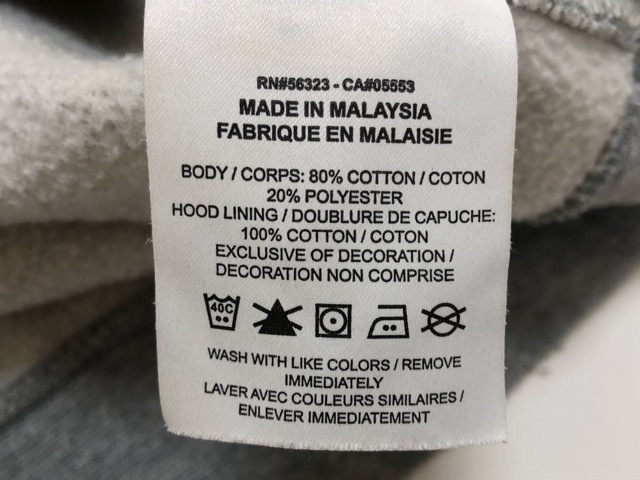 RN#56323 - CA#05553
MADE IN MALAYSIA
FABRIQUE EN MALAISIE
BODY / CORPS: 80% COTTON / COTON
20% POLYESTER
HOOD LINING / DOUBLURE DE CAPUCHE:
100% COTTON / COTON
EXCLUSIVE OF DECORATION /
DECORATION NON COMPRISE
40C
WASH WITH LIKE COLORS / REMOVE
IMMEDIATELY
LAVER AVEC COULEURS SIMILAIRES /
ENLEVER IMMEDIATEMENT